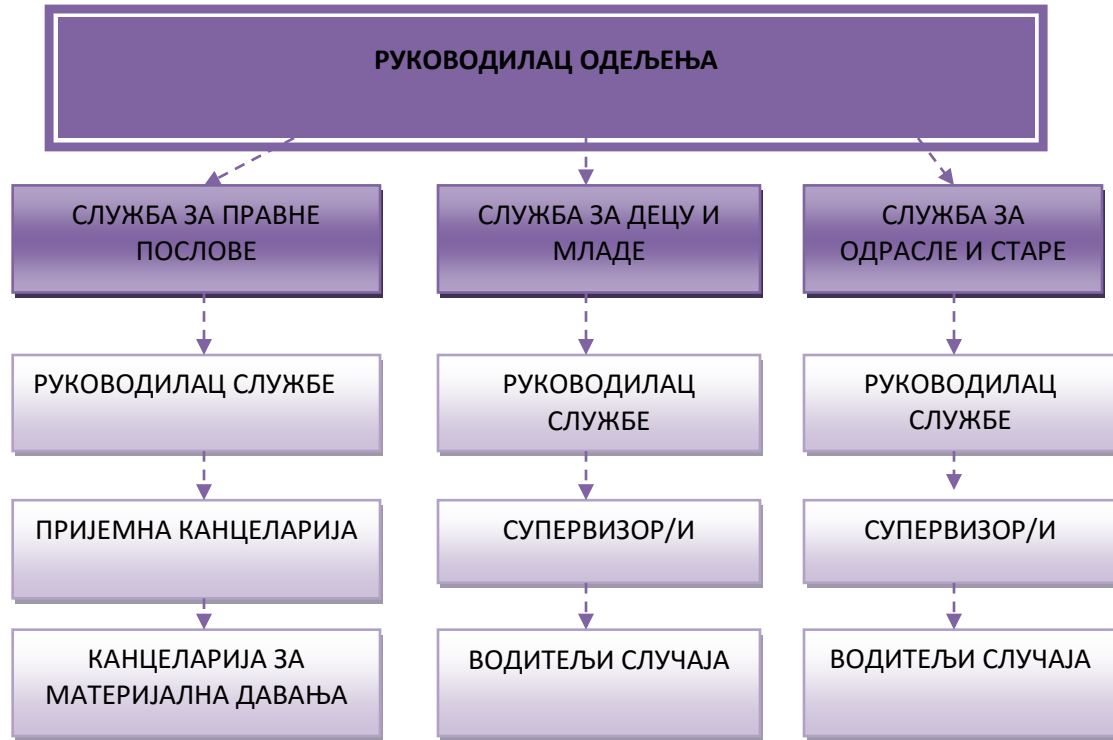 РУКОВОДИЛАЦ ОДЕЉЕЊА
СЛУЖБА ЗА ПРАВНЕ
ПОСЛОВЕ
СЛУЖБА ЗА ДЕЦУ И
МЛАДЕ
СЛУЖБА ЗА
ОДРАСЛЕ И СТАРЕ
РУКОВОДИЛАЦ СЛУЖБЕ
РУКОВОДИЛАЦ
СЛУЖБЕ
РУКОВОДИЛАЦ
СЛУЖБЕ
ПРИЈЕМНА КАНЦЕЛАРИЈА
СУПЕРВИЗОР/И
СУПЕРВИЗОР/И
КАНЦЕЛАРИЈА ЗА
МАТЕРИЈАЛНА ДАВАЊА
ВОДИТЕЉИ СЛУЧАЈА
ВОДИТЕЉИ СЛУЧАЈА